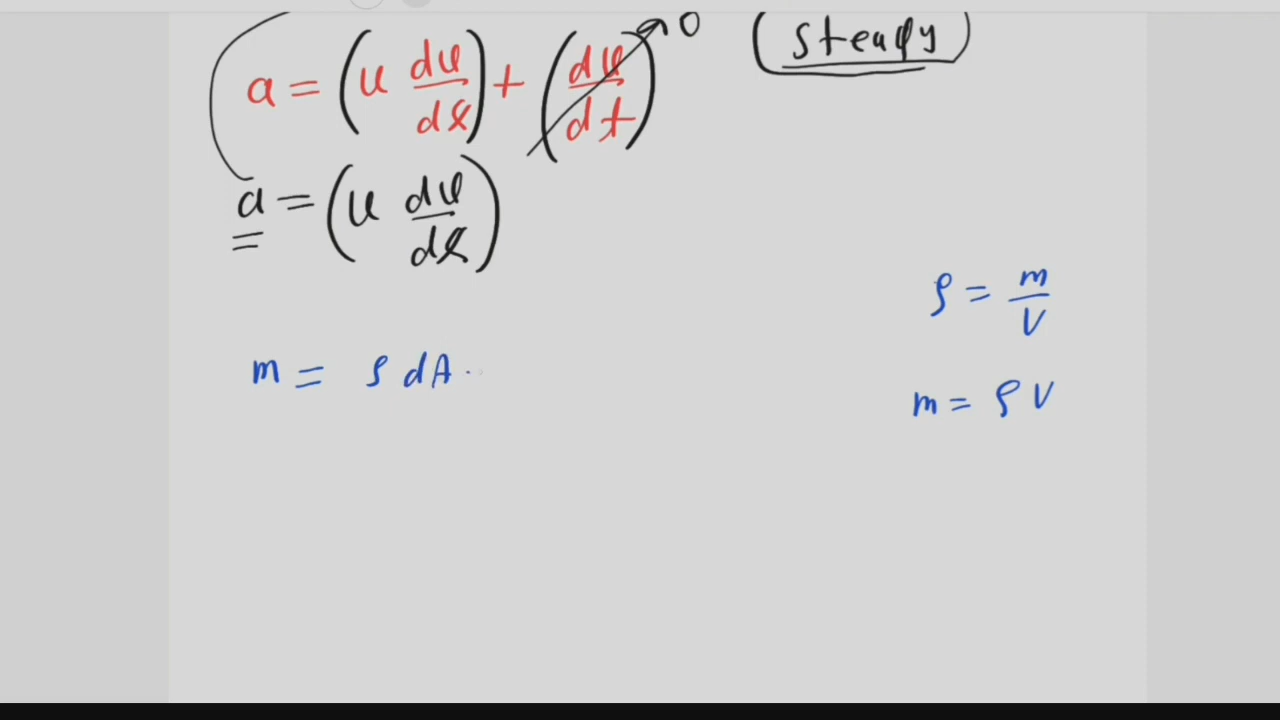 a = (u du/dx) + (du/dt) 0 (steady)
a = (u du/dx)
ρ = m/V
m = ρ dA ·
m = ρ V